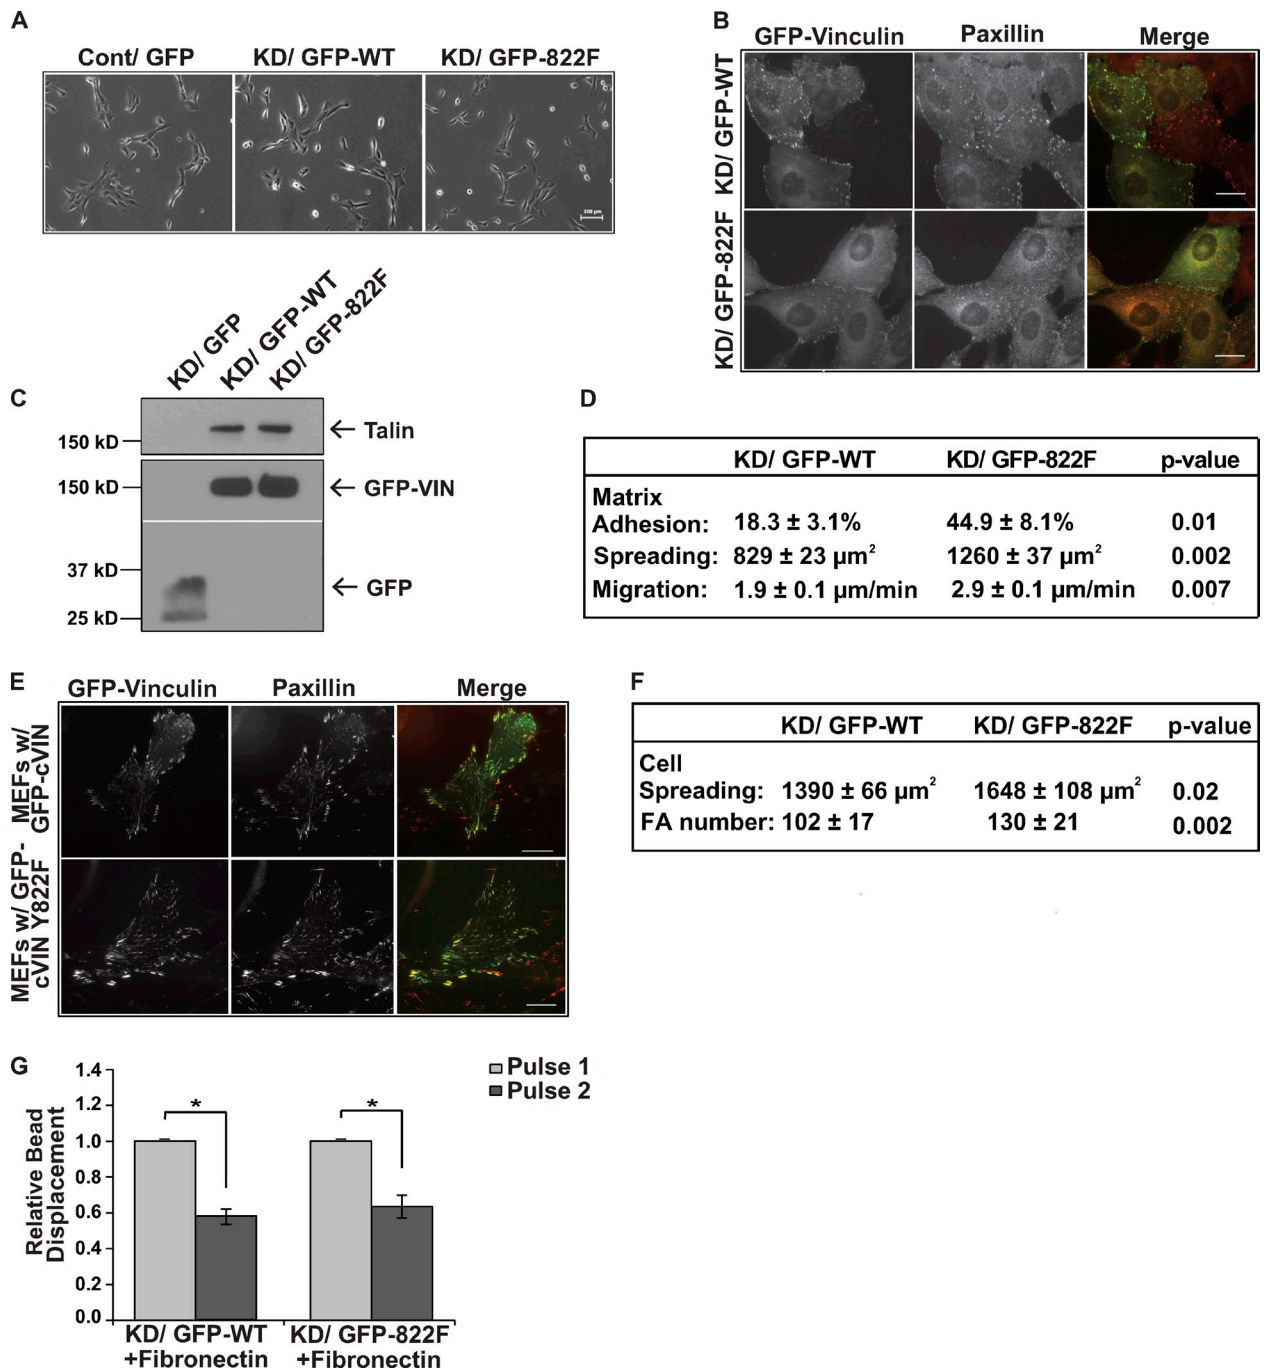 A
Cont/ GFP KD/ GFP-WT KD/ GFP-822F
100 µm
B
GFP-Vinculin Paxillin Merge
KD/ GFP-WT
KD/ GFP-822F
C
KD/ GFP
KD/ GFP-WT
KD/ GFP-822F
150 kD
Talin
150 kD
GFP-VIN
37 kD
GFP
25 kD
D
KD/ GFP-WT KD/ GFP-822F p-value
Matrix
Adhesion: 18.3 ± 3.1% 44.9 ± 8.1% 0.01
Spreading: 829 ± 23 µm² 1260 ± 37 µm² 0.002
Migration: 1.9 ± 0.1 µm/min 2.9 ± 0.1 µm/min 0.007
E
GFP-Vinculin Paxillin Merge
MEFs w/
GFP-cVIN
MEFs w/ GFP-
cVIN Y822F
F
KD/ GFP-WT KD/ GFP-822F p-value
Cell
Spreading: 1390 ± 66 µm² 1648 ± 108 µm² 0.02
FA number: 102 ± 17 130 ± 21 0.002
G
Relative Bead
Displacement
1.4
1.2
1.0
0.8
0.6
0.4
0.2
0.0
* *
Pulse 1
Pulse 2
KD/ GFP-WT KD/ GFP-822F
+Fibronectin +Fibronectin